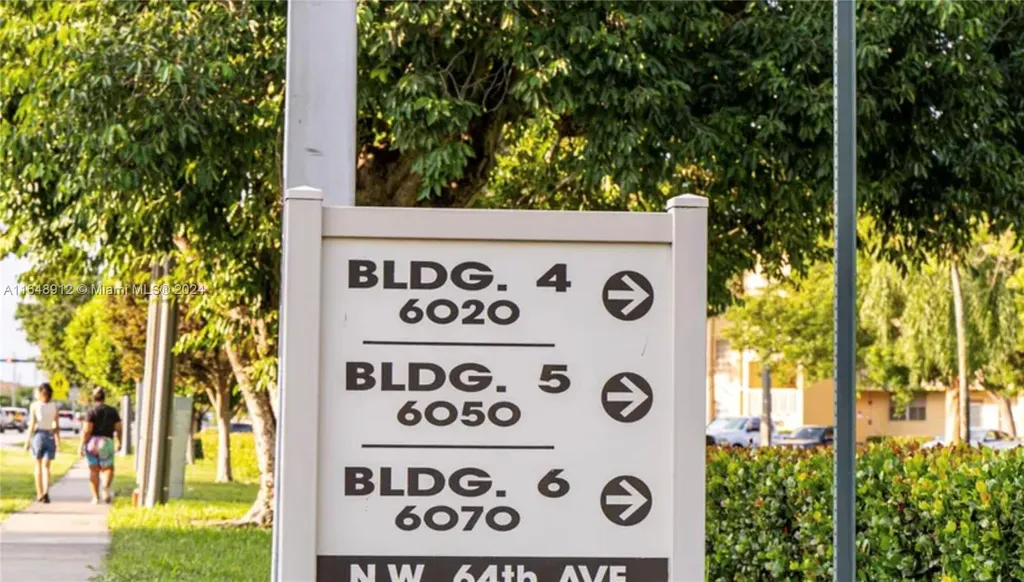 A11648912 © Miami MLS® 2024
BLDG. 4
6020
BLDG. 5
6050
BLDG. 6
6070
N.W. 64th AVE